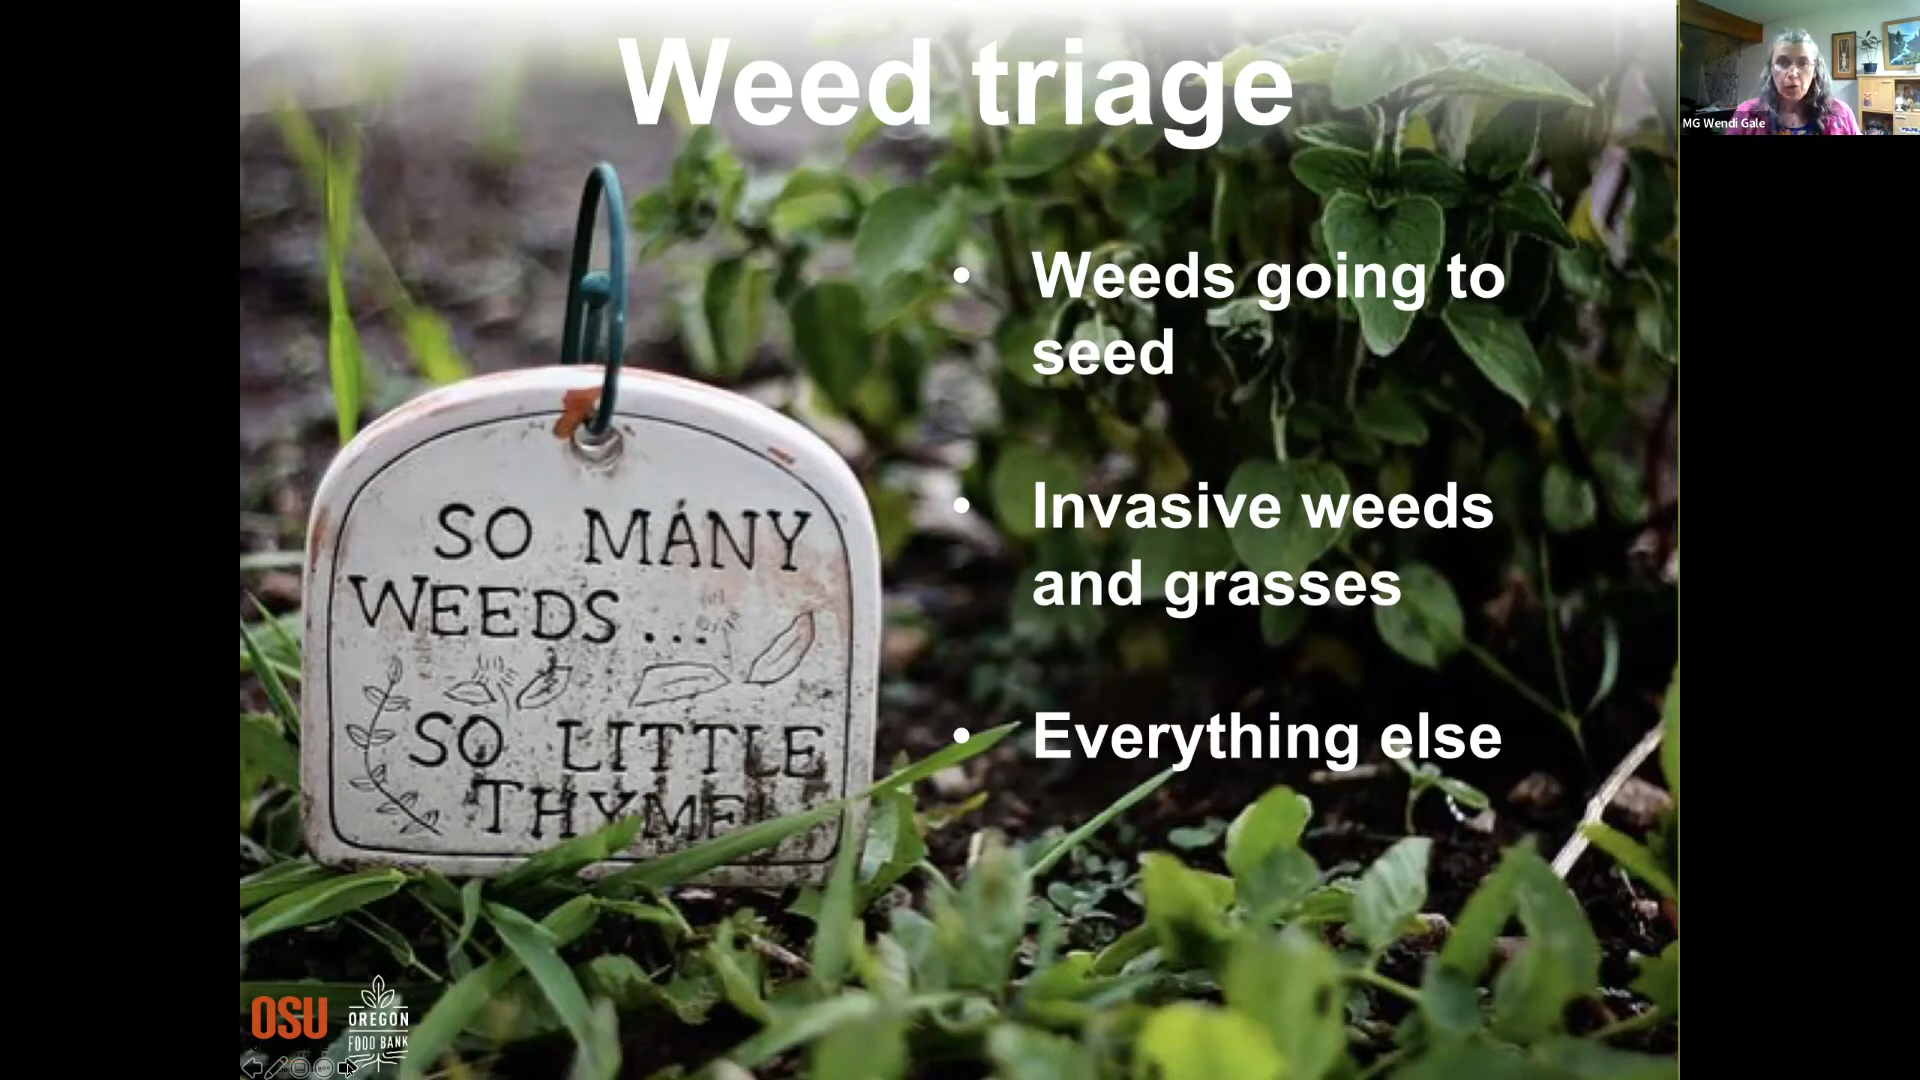 Weed triage
MG Wendi Gale
• Weeds going to
seed
• Invasive weeds
and grasses
• Everything else
SO MANY
WEEDS...
SO LITTLE
THYME
OSU
OREGON
FOOD BANK